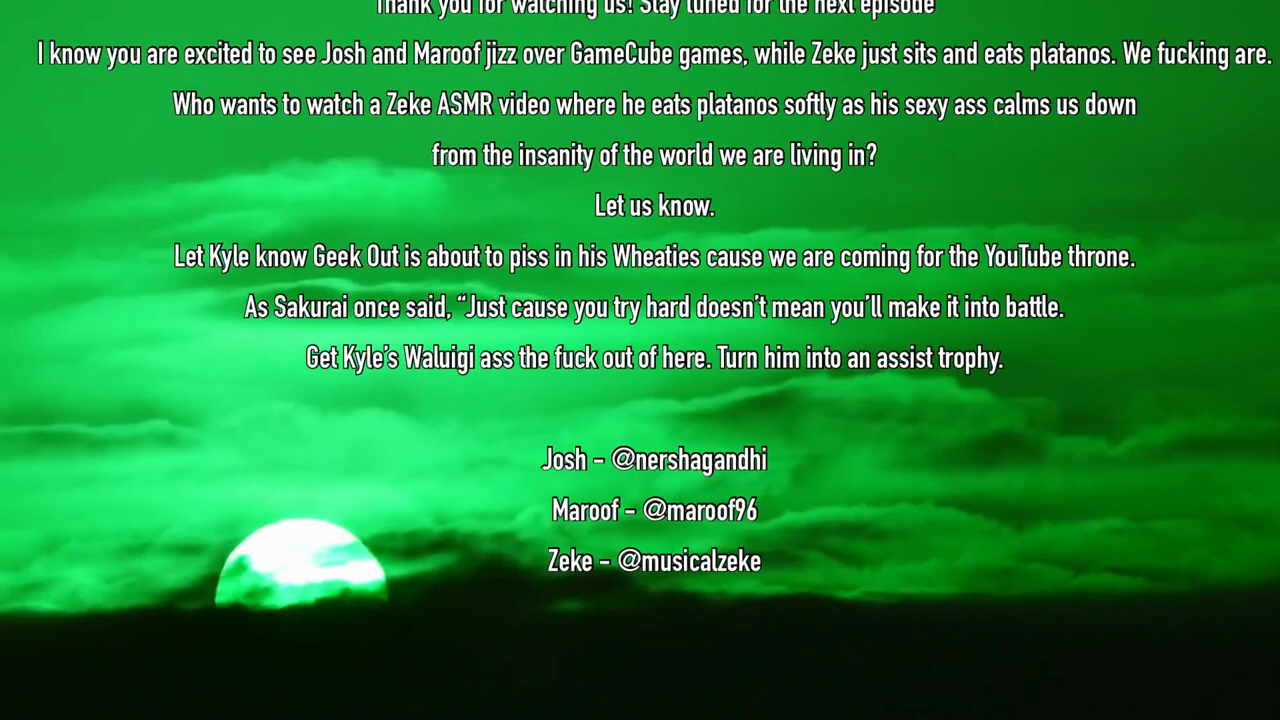 Thank you for watching us! Stay tuned for the next episode
I know you are excited to see Josh and Maroof jizz over GameCube games, while Zeke just sits and eats platanos. We fucking are.
Who wants to watch a Zeke ASMR video where he eats platanos softly as his sexy ass calms us down
from the insanity of the world we are living in?
Let us know.
Let Kyle know Geek Out is about to piss in his Wheaties cause we are coming for the YouTube throne.
As Sakurai once said, “Just cause you try hard doesn’t mean you’ll make it into battle.
Get Kyle’s Waluigi ass the fuck out of here. Turn him into an assist trophy.
Josh – @nershagandhi
Maroof – @maroof96
Zeke – @musicalzeke